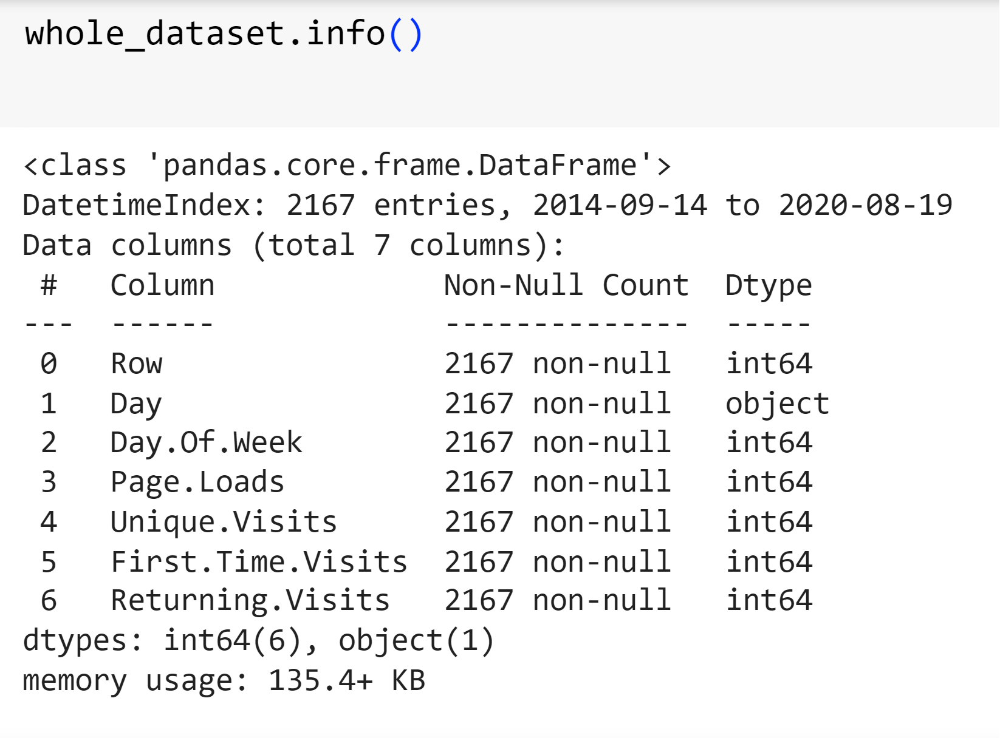 whole_dataset.info()
<class 'pandas.core.frame.DataFrame'>
DatetimeIndex: 2167 entries, 2014-09-14 to 2020-08-19
Data columns (total 7 columns):
 #   Column             Non-Null Count  Dtype
---  ------             --------------  -----
 0   Row                2167 non-null   int64
 1   Day                2167 non-null   object
 2   Day.Of.Week        2167 non-null   int64
 3   Page.Loads         2167 non-null   int64
 4   Unique.Visits      2167 non-null   int64
 5   First.Time.Visits  2167 non-null   int64
 6   Returning.Visits   2167 non-null   int64
dtypes: int64(6), object(1)
memory usage: 135.4+ KB